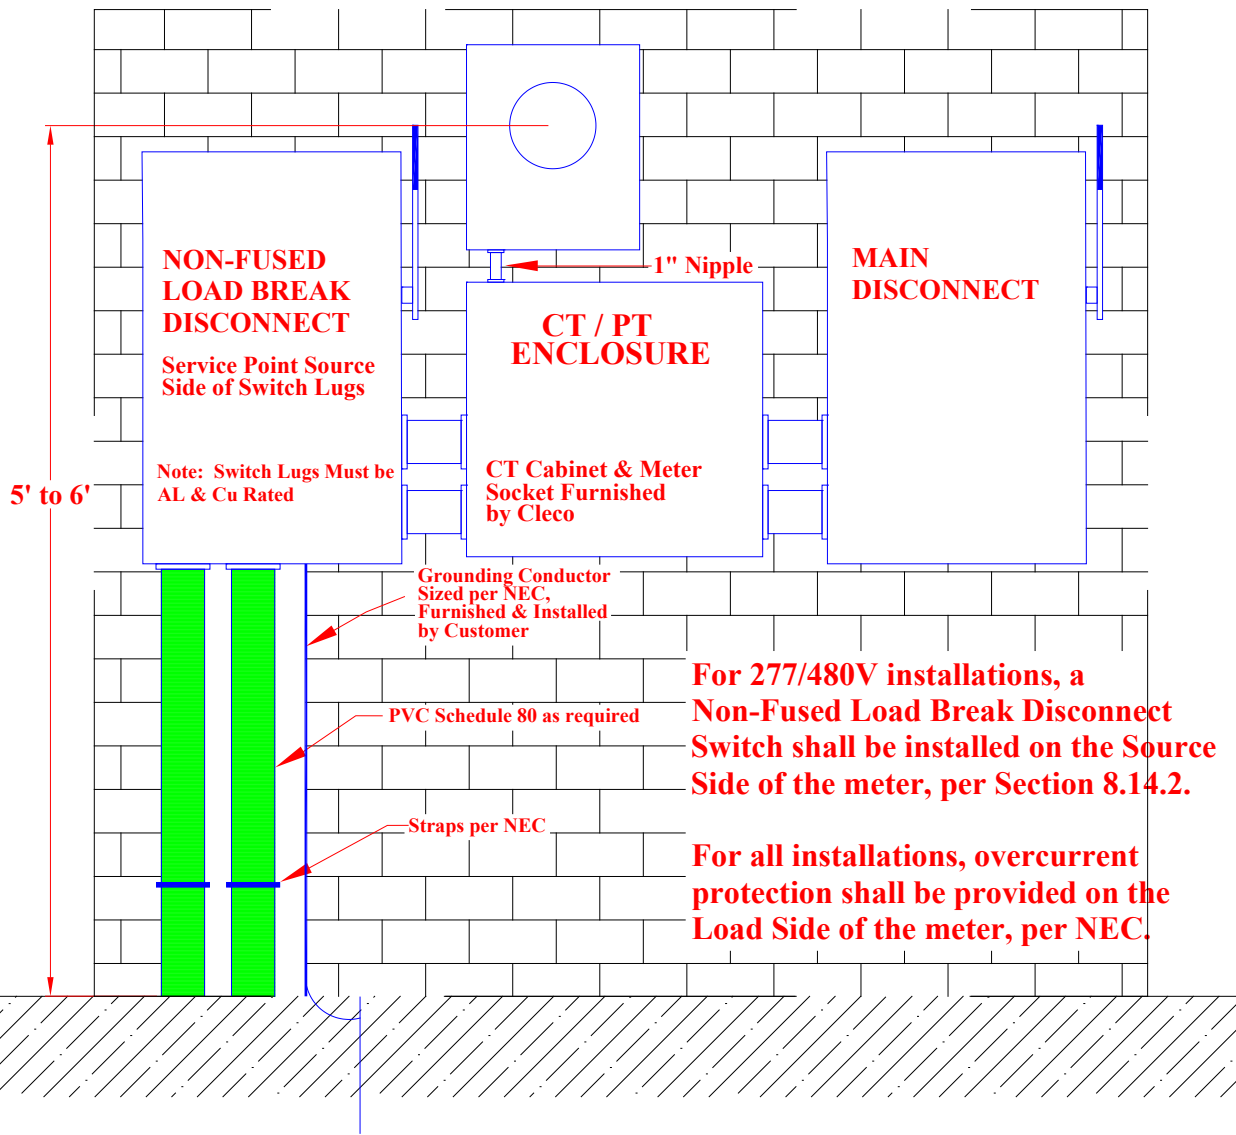 1" Nipple
NON-FUSED
LOAD BREAK
DISCONNECT
Service Point Source
Side of Switch Lugs
Note:  Switch Lugs Must be
AL & Cu Rated
CT / PT
ENCLOSURE
CT Cabinet & Meter
Socket Furnished
by Cleco
MAIN
DISCONNECT
5' to 6'
Grounding Conductor
Sized per NEC,
Furnished & Installed
by Customer
PVC Schedule 80 as required
Straps per NEC
For 277/480V installations, a
Non-Fused Load Break Disconnect
Switch shall be installed on the Source
Side of the meter, per Section 8.14.2.
For all installations, overcurrent
protection shall be provided on the
Load Side of the meter, per NEC.